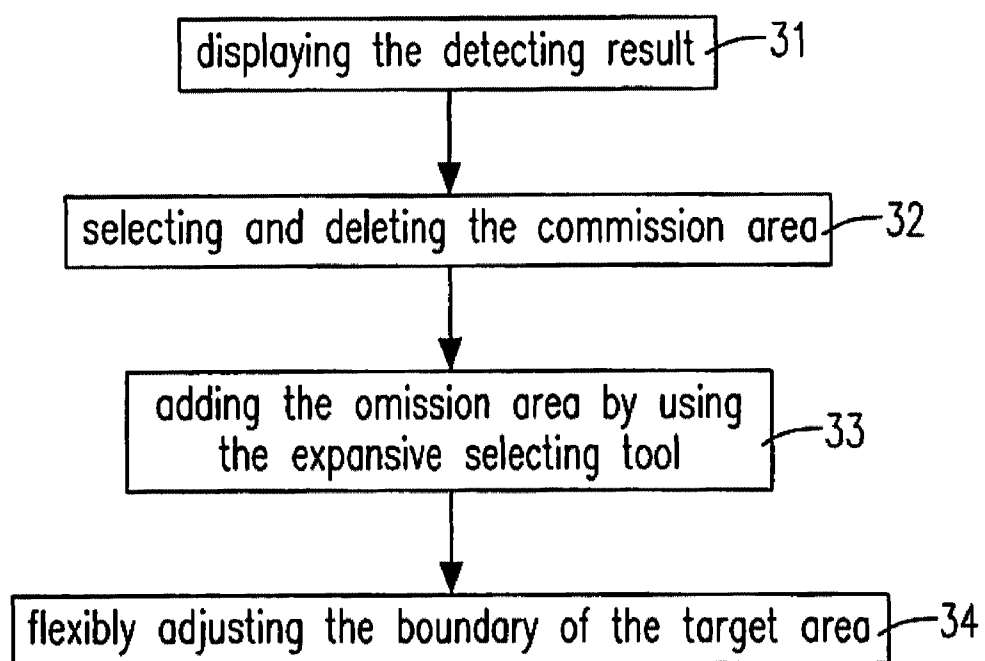 displaying the detecting result 31
selecting and deleting the commission area 32
adding the omission area by using
the expansive selecting tool 33
flexibly adjusting the boundary of the target area 34